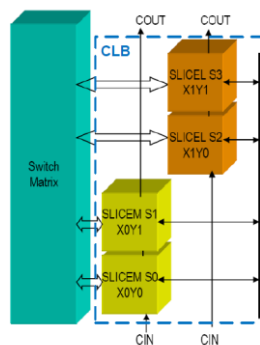 COUT
COUT
CLB
SLICEL S3
X1Y1
SLICEL S2
X1Y0
Switch
Matrix
SLICEM S1
X0Y1
SLICEM S0
X0Y0
CIN
CIN